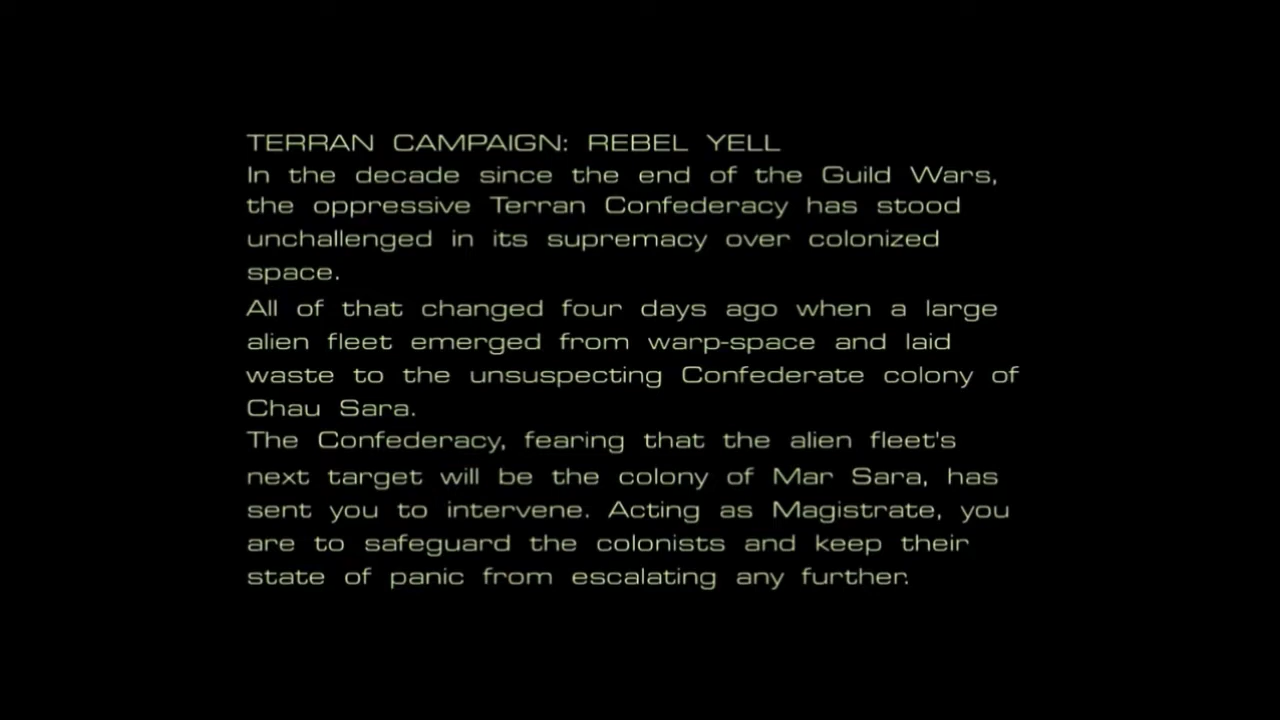 TERRAN CAMPAIGN: REBEL YELL
In the decade since the end of the Guild Wars,
the oppressive Terran Confederacy has stood
unchallenged in its supremacy over colonized
space.
All of that changed four days ago when a large
alien fleet emerged from warp-space and laid
waste to the unsuspecting Confederate colony of
Chau Sara.
The Confederacy, fearing that the alien fleet's
next target will be the colony of Mar Sara, has
sent you to intervene. Acting as Magistrate, you
are to safeguard the colonists and keep their
state of panic from escalating any further.